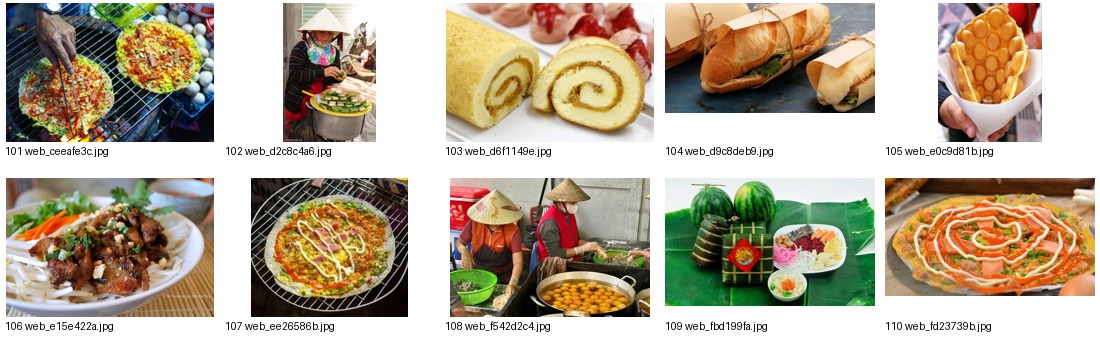 101 web_ceeafe3c.jpg
102 web_d2c8c4a6.jpg
103 web_d6f1149e.jpg
104 web_d9c8deb9.jpg
105 web_e0c9d81b.jpg
106 web_e15e422a.jpg
107 web_ee26586b.jpg
108 web_f542d2c4.jpg
109 web_fbd199fa.jpg
110 web_fd23739b.jpg